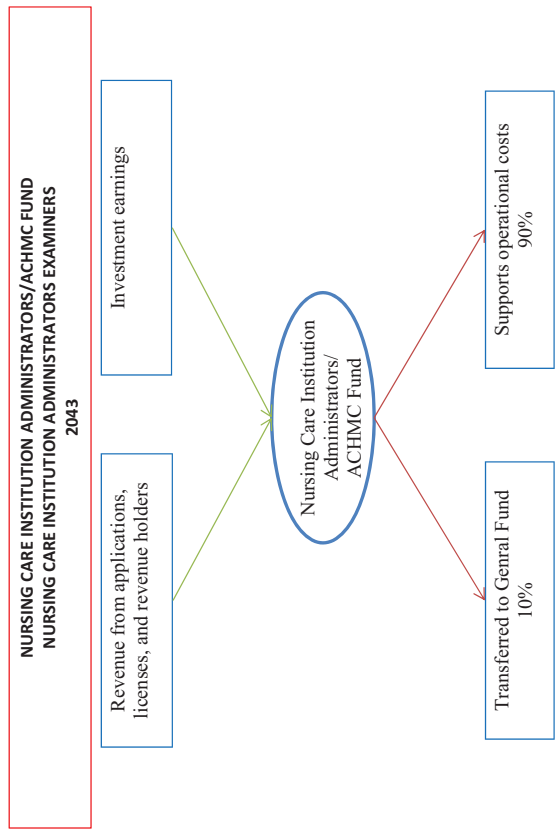 NURSING CARE INSTITUTION ADMINISTRATORS/ACHMC FUND
NURSING CARE INSTITUTION ADMINISTRATORS EXAMINERS
2043
Revenue from applications,
licenses, and revenue holders
Investment earnings
Nursing Care Institution
Administrators/
ACHMC Fund
Transferred to Genral Fund
10%
Supports operational costs
90%